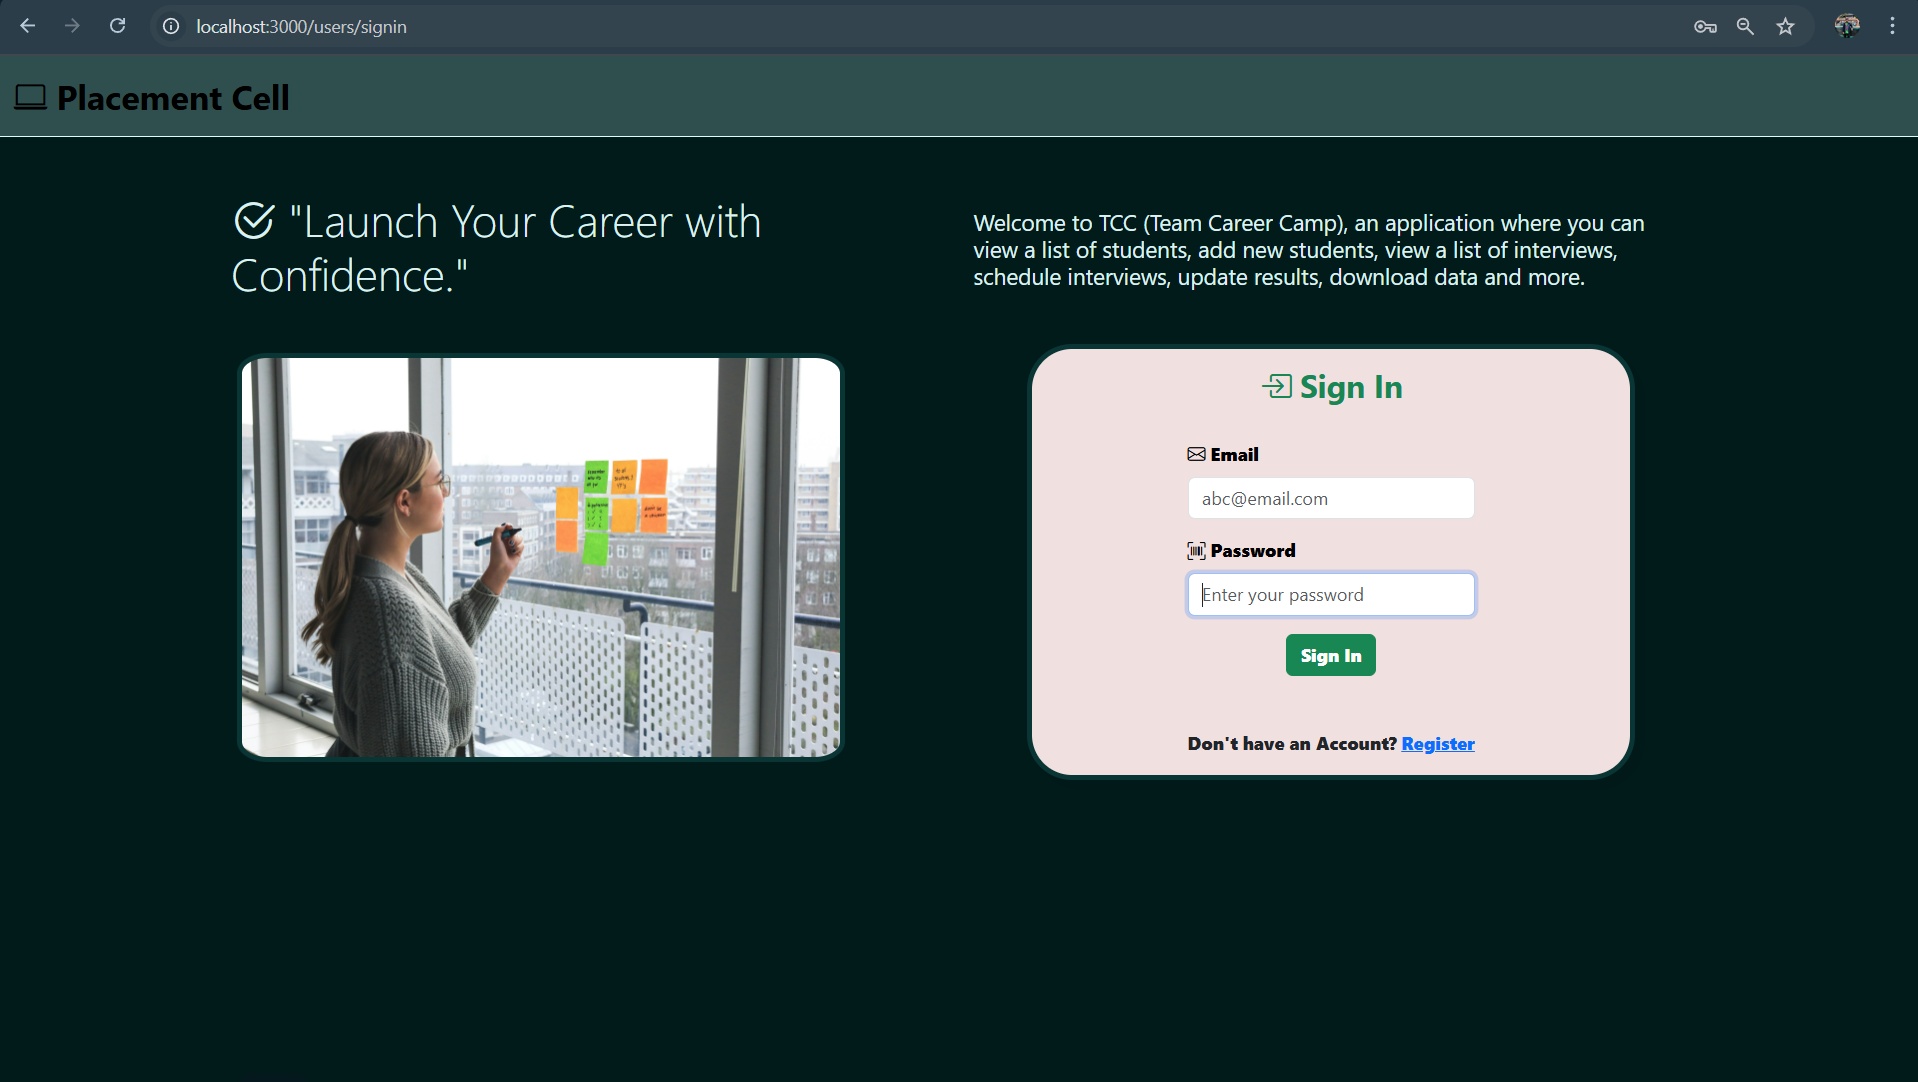 localhost:3000/users/signin
Placement Cell
"Launch Your Career with
Confidence."
Welcome to TCC (Team Career Camp), an application where you can
view a list of students, add new students, view a list of interviews,
schedule interviews, update results, download data and more.
Sign In
Email
abc@email.com
Password
Enter your password
Sign In
Don't have an Account? Register